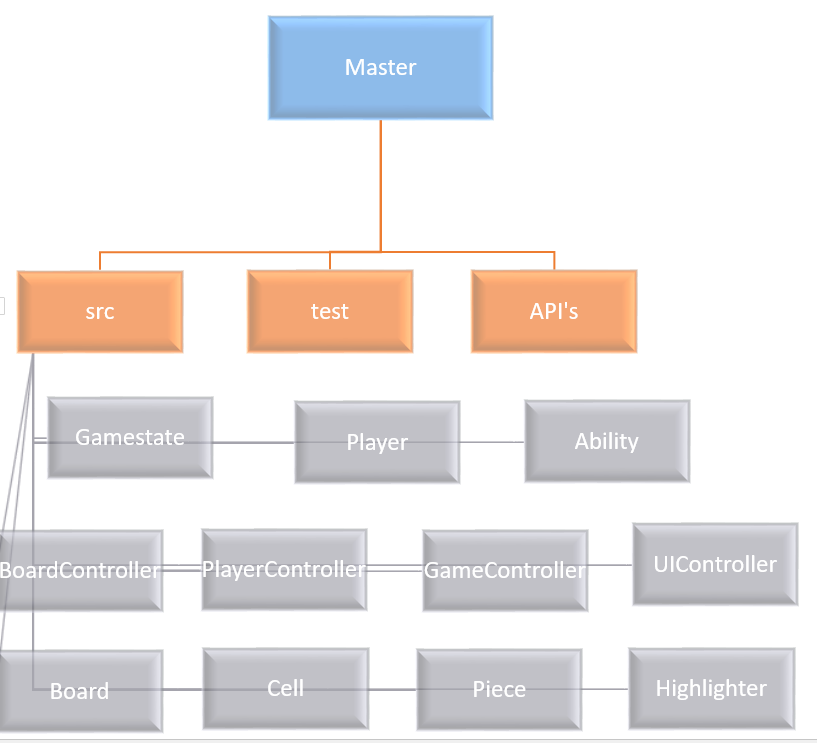 Master
src
test
API's
Gamestate
Player
Ability
BoardController
PlayerController
GameController
UIController
Board
Cell
Piece
Highlighter